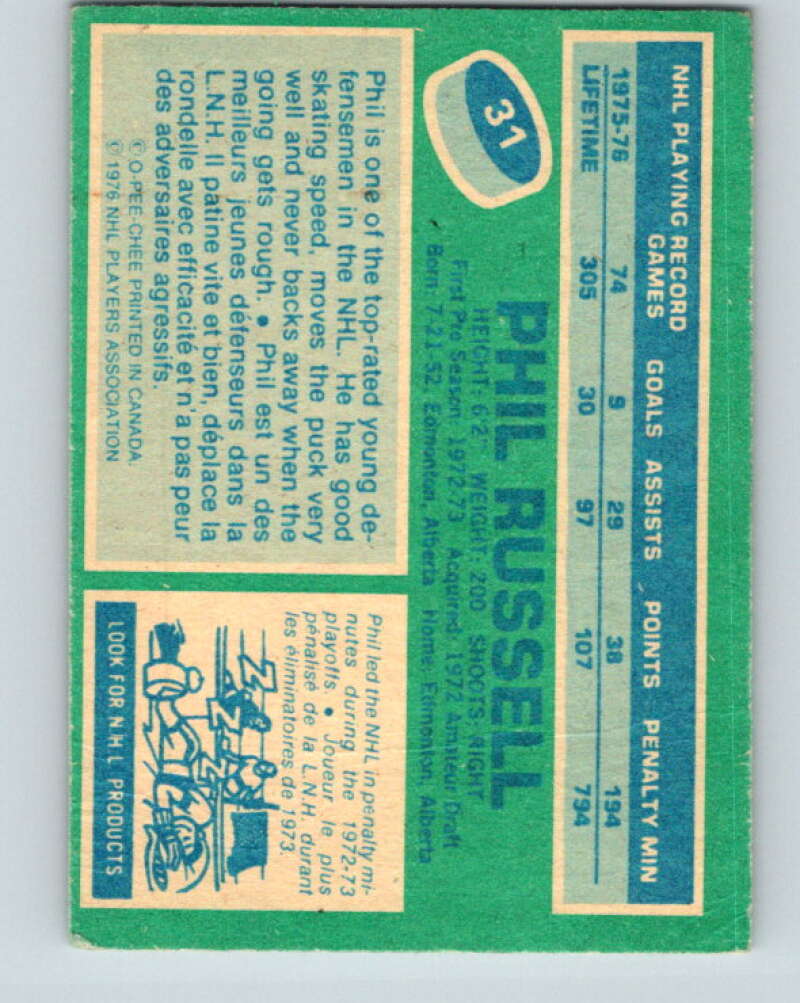 NHL PLAYING RECORD
GAMES GOALS ASSISTS POINTS PENALTY MIN
1975-76 74 9 29 38 194
LIFETIME 305 30 97 107 794
31
PHIL RUSSELL
HEIGHT: 6'2" WEIGHT: 200 SHOOTS: RIGHT
First Pro Season 1972-73 Acquired 1972 Amateur Draft
Born: 7-21-52, Edmonton, Alberta Home: Edmonton, Alberta
Phil is one of the top-rated young de-
fensemen in the NHL. He has good
skating speed, moves the puck very
well and never backs away when the
going gets rough. • Phil est un des
meilleurs jeunes défenseurs dans la
L.N.H. Il patine vite et bien, déplace la
rondelle avec efficacité et n'a pas peur
des adversaires agressifs.
© O-PEE-CHEE PRINTED IN CANADA.
© 1976 NHL PLAYERS ASSOCIATION
Phil led the NHL in penalty mi-
nutes during the 1972-73
playoffs. • Joueur le plus
pénalisé de la L.N.H. durant
les éliminatoires de 1973.
Z Z Z
LOOK FOR N.H.L PRODUCTS